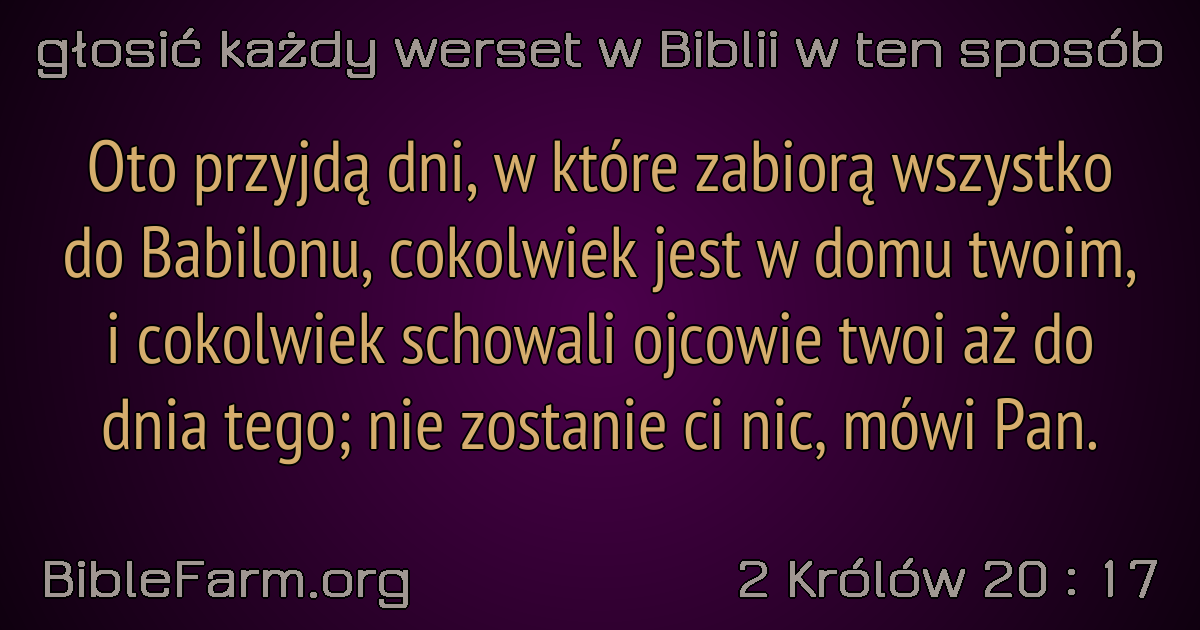 głosić każdy werset w Biblii w ten sposób
Oto przyjdą dni, w które zabiorą wszystko
do Babilonu, cokolwiek jest w domu twoim,
i cokolwiek schowali ojcowie twoi aż do
dnia tego; nie zostanie ci nic, mówi Pan.
BibleFarm.org
2 Królów 20 : 17